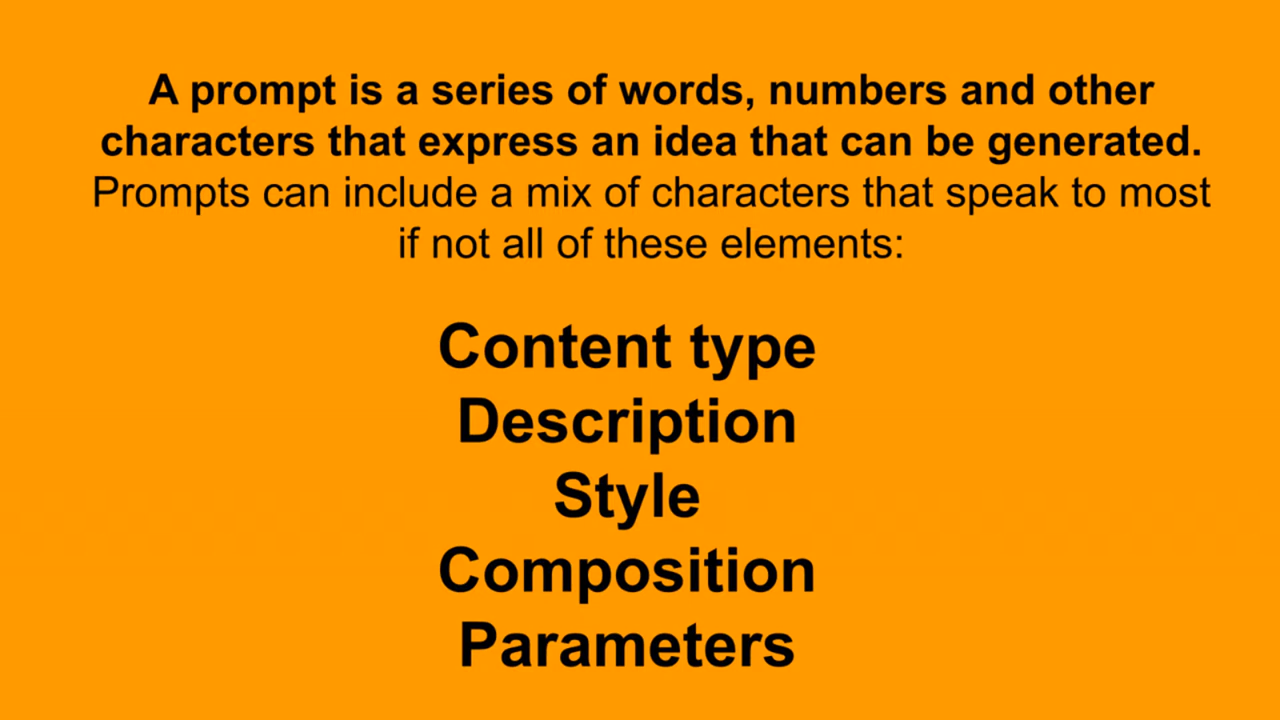 A prompt is a series of words, numbers and other
characters that express an idea that can be generated.
Prompts can include a mix of characters that speak to most
if not all of these elements:
Content type
Description
Style
Composition
Parameters